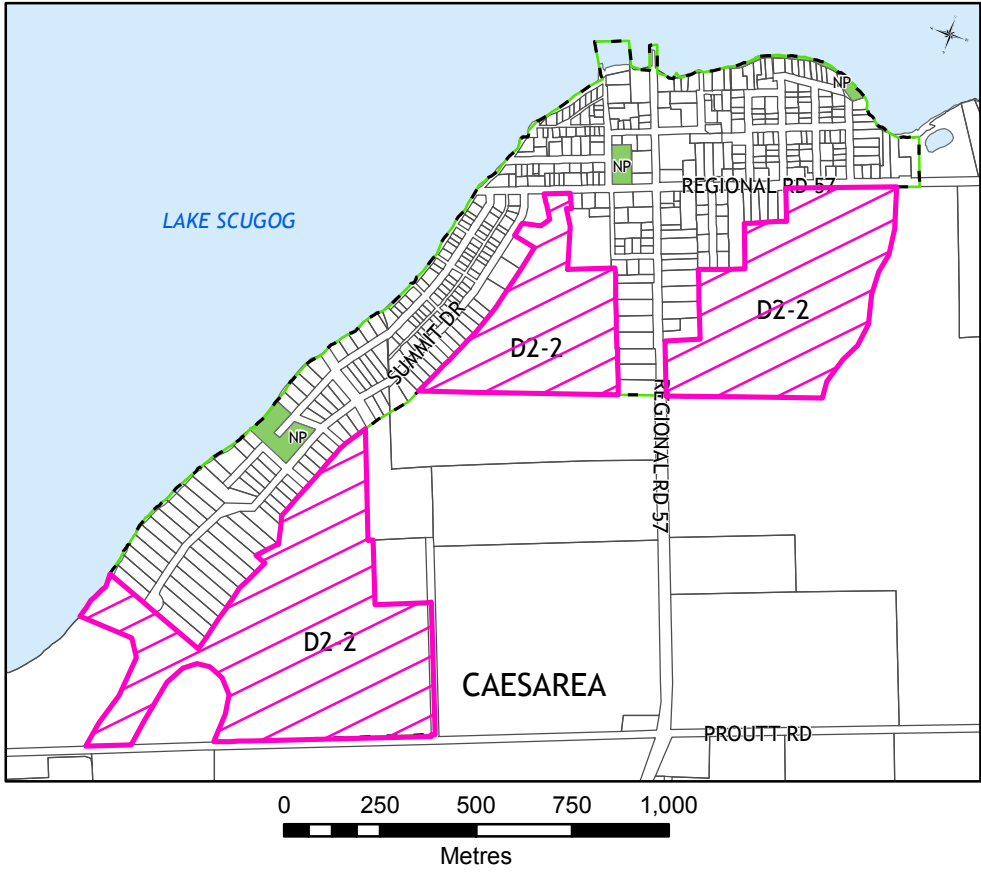 NP
NP
REGIONAL RD 57
LAKE SCUGOG
D2-2
D2-2
SUMMIT DR
REGIONAL RD 57
NP
D2-2
CAESAREA
PROUTT RD
0 250 500 750 1,000
Metres